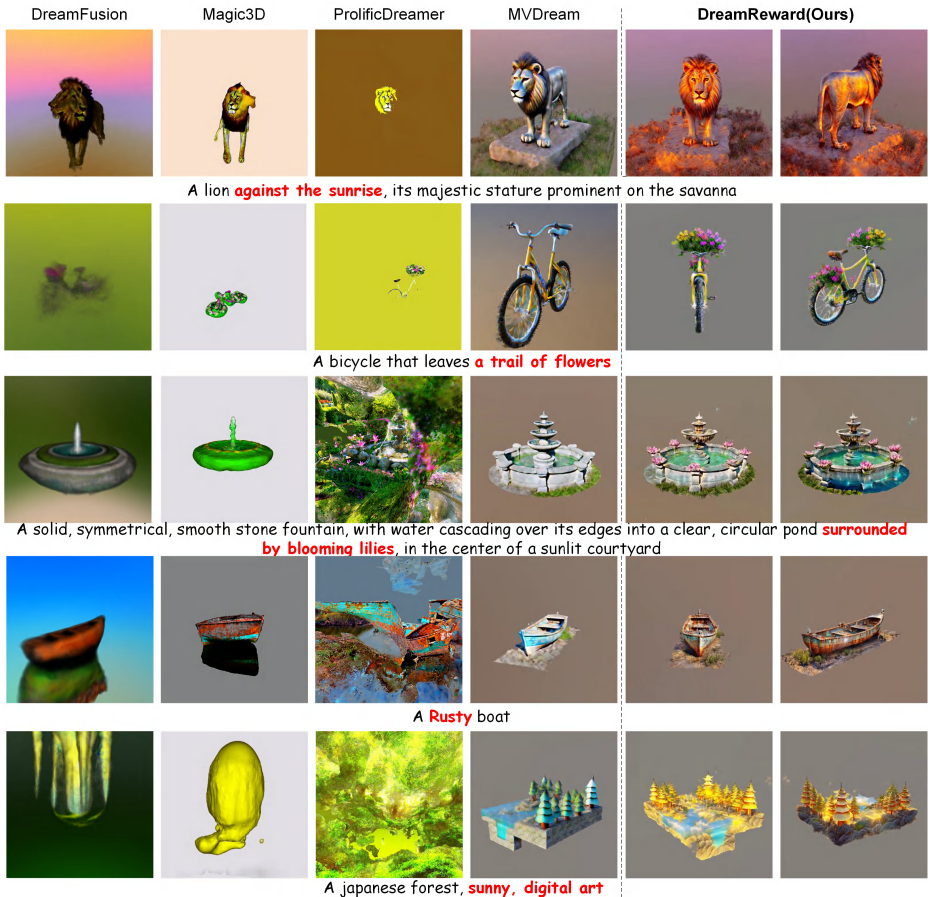 DreamFusion Magic3D ProlificDreamer MVDream DreamReward(Ours)
A lion against the sunrise, its majestic stature prominent on the savanna
A bicycle that leaves a trail of flowers
A solid, symmetrical, smooth stone fountain, with water cascading over its edges into a clear, circular pond surrounded
by blooming lilies, in the center of a sunlit courtyard
A Rusty boat
A japanese forest, sunny, digital art